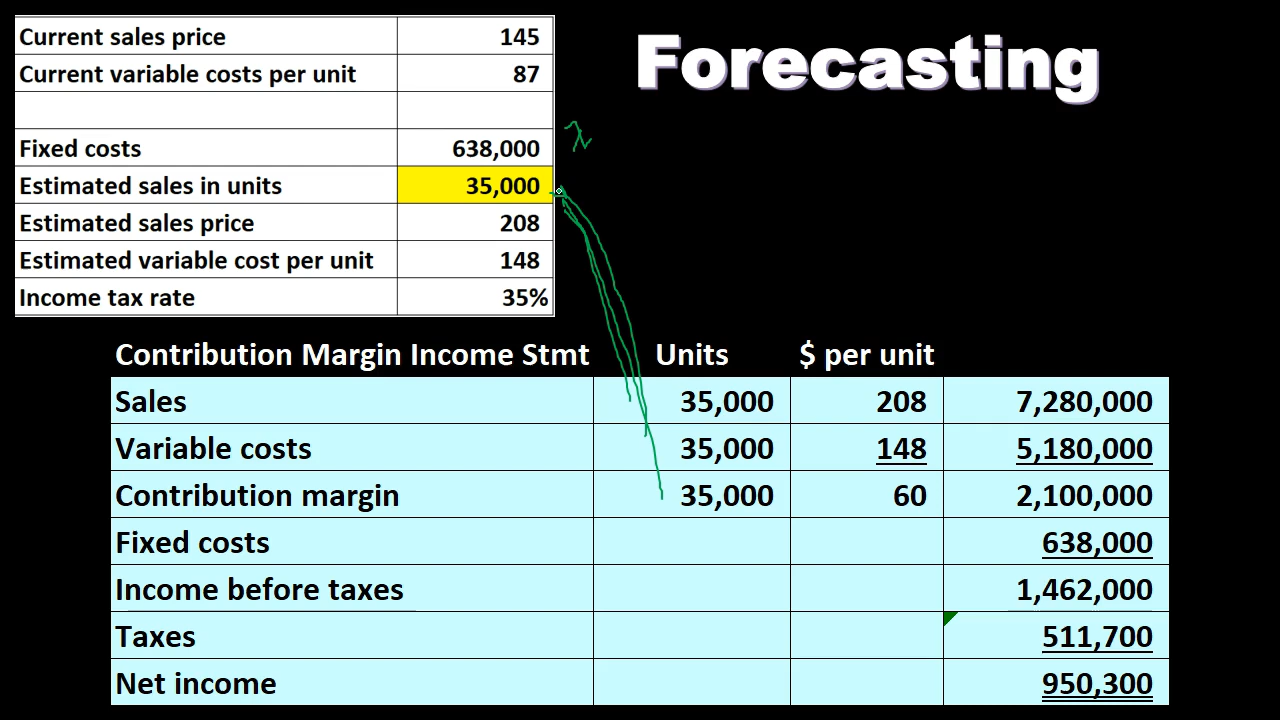 Forecasting
Current sales price 145
Current variable costs per unit 87
Fixed costs 638,000
Estimated sales in units 35,000
Estimated sales price 208
Estimated variable cost per unit 148
Income tax rate 35%
Contribution Margin Income Stmt Units $ per unit
Sales 35,000 208 7,280,000
Variable costs 35,000 148 5,180,000
Contribution margin 35,000 60 2,100,000
Fixed costs 638,000
Income before taxes 1,462,000
Taxes 511,700
Net income 950,300